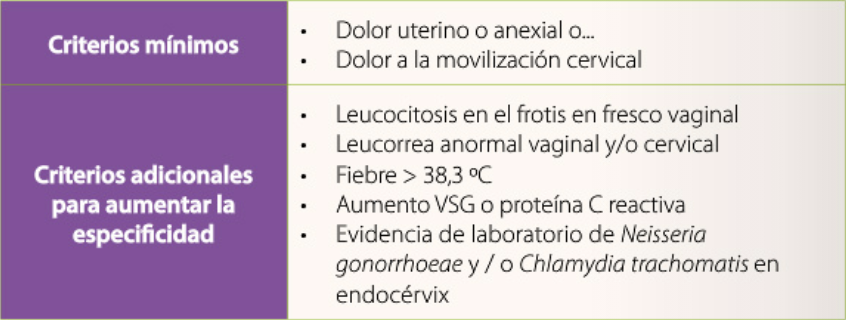 Criterios mínimos
• Dolor uterino o anexial o...
• Dolor a la movilización cervical
Criterios adicionales
para aumentar la
especificidad
• Leucocitosis en el frotis en fresco vaginal
• Leucorrea anormal vaginal y/o cervical
• Fiebre > 38,3 ºC
• Aumento VSG o proteína C reactiva
• Evidencia de laboratorio de Neisseria
gonorrhoeae y / o Chlamydia trachomatis en
endocérvix